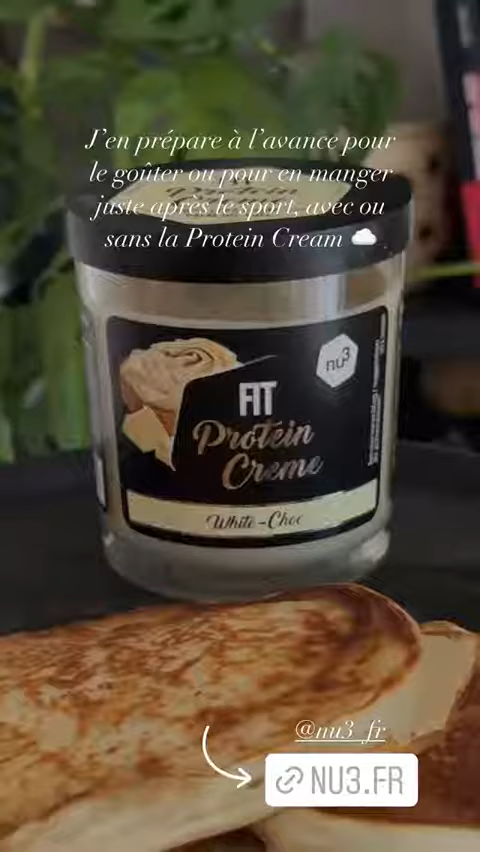 J'en prépare à l'avance pour
le goûter ou pour en manger
juste après le sport, avec ou
sans la Protein Cream
Protein
nu3
FIT
Protein
Creme
White-Choc
@nu3_fr
NU3.FR